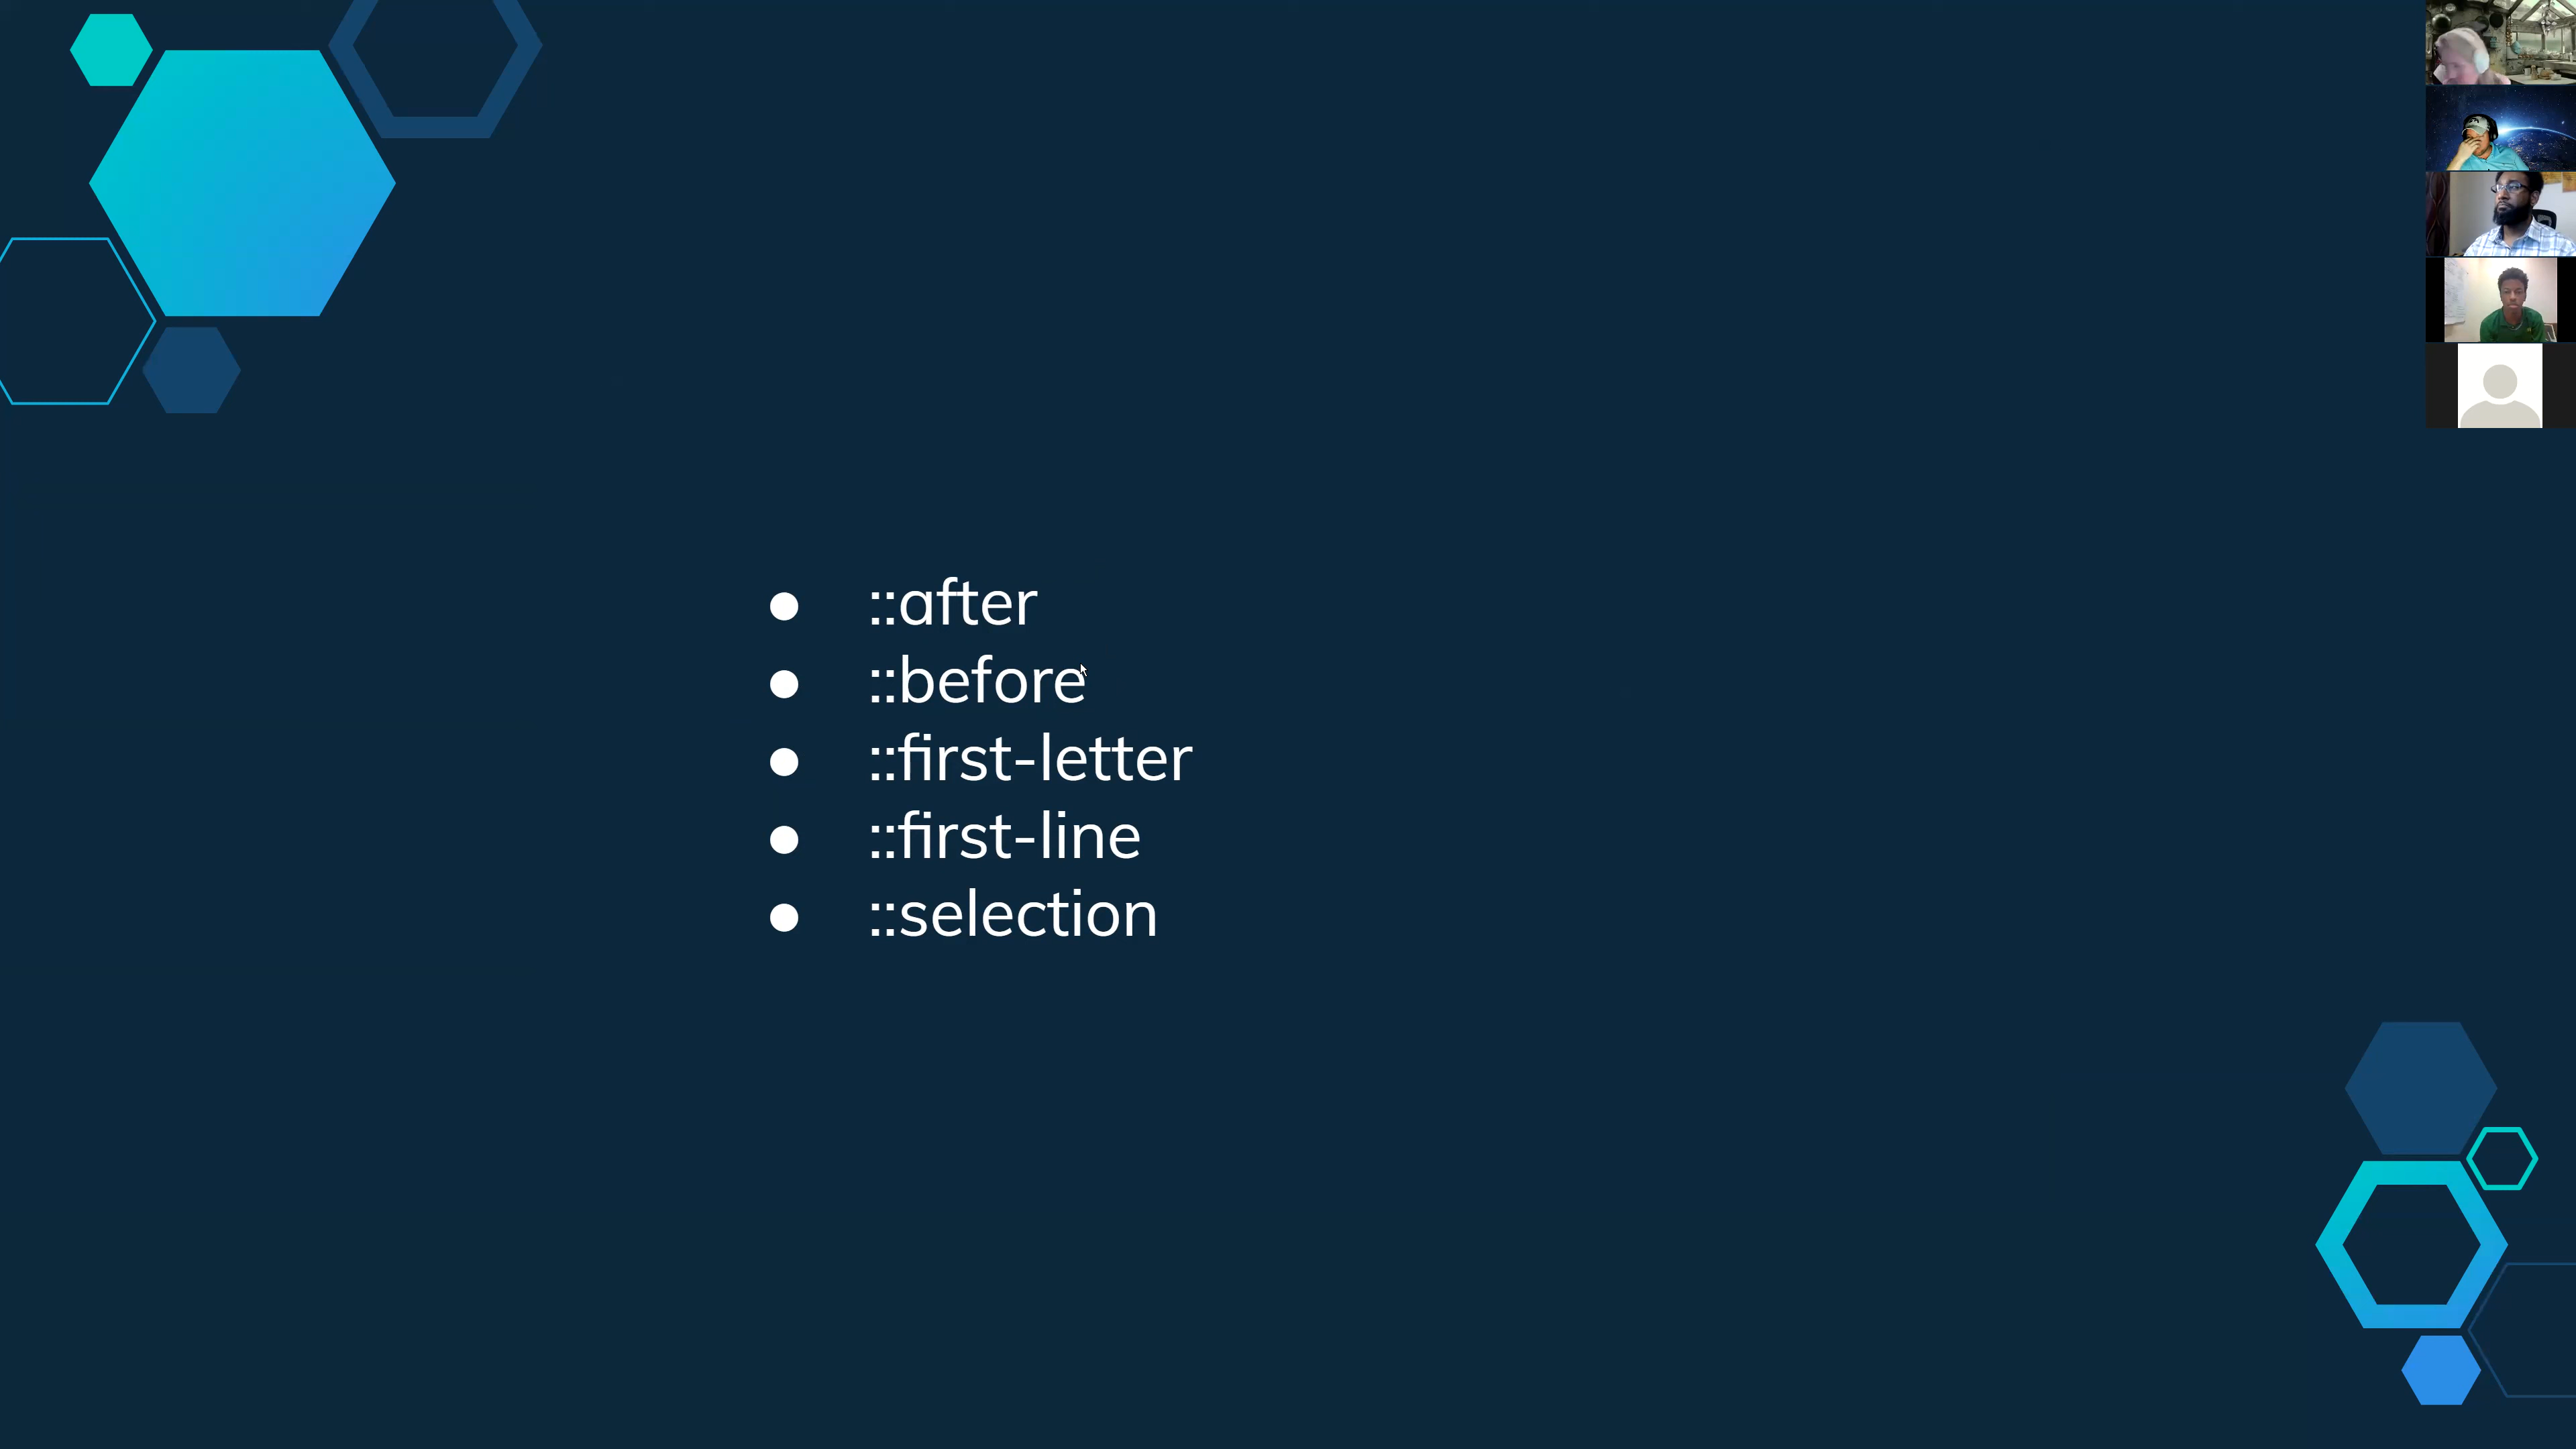 ● ::after
● ::before
● ::first-letter
● ::first-line
● ::selection